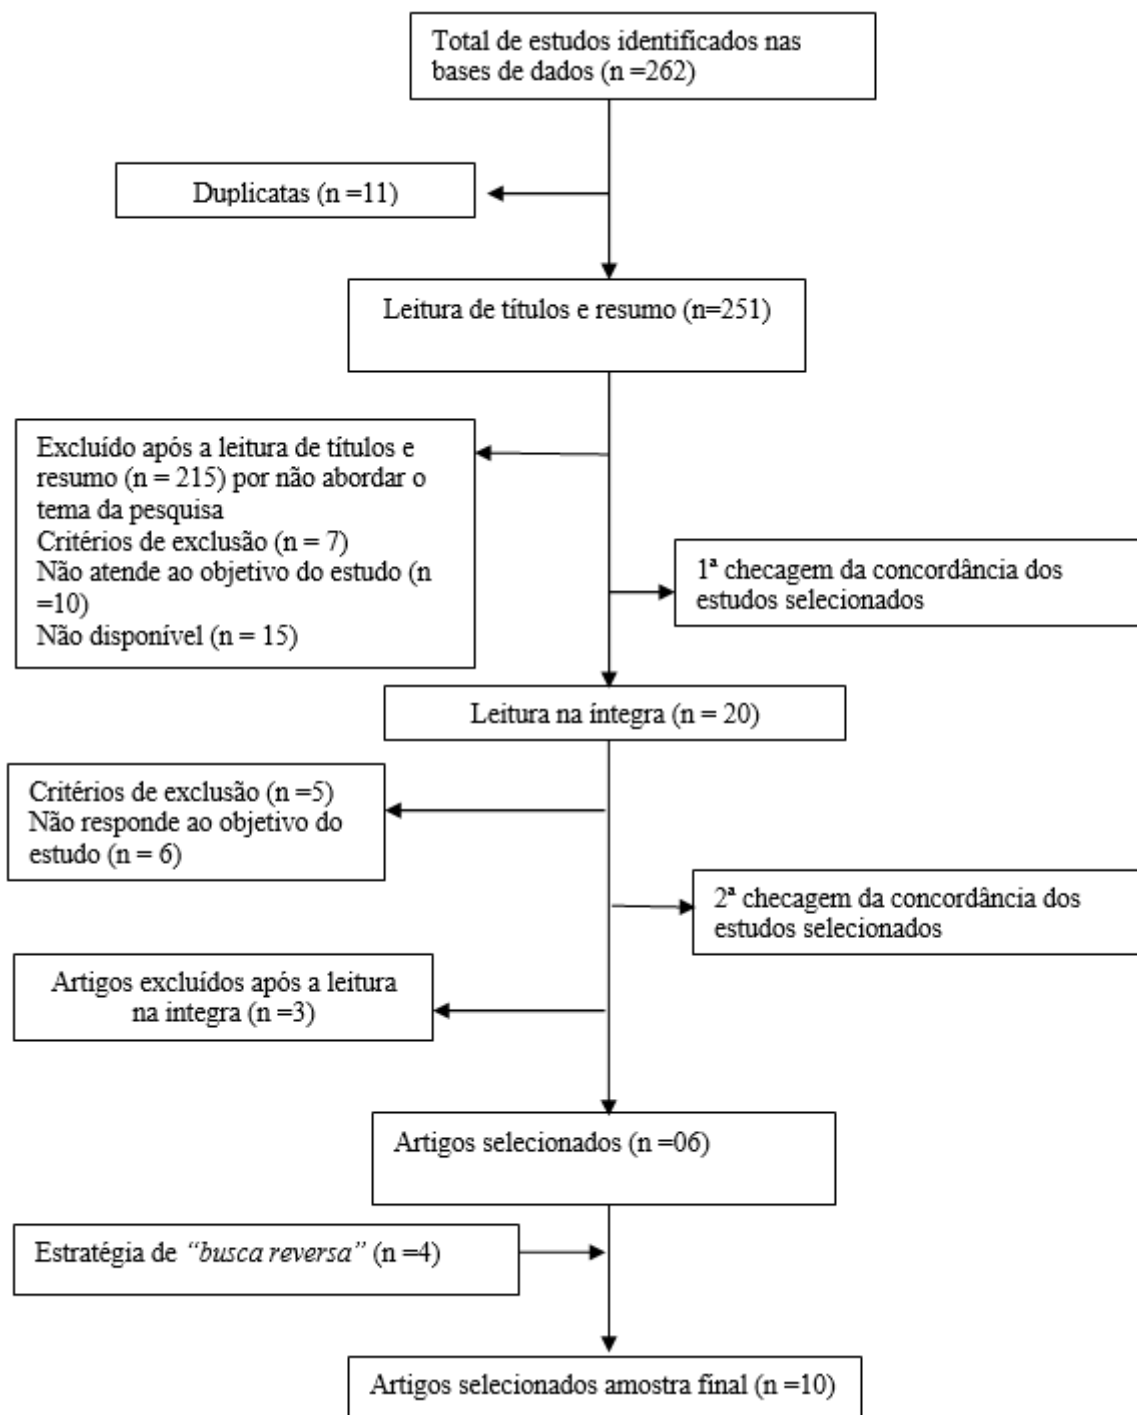 Total de estudos identificados nas
bases de dados (n =262)
Duplicatas (n =11)
Leitura de títulos e resumo (n=251)
Excluído após a leitura de títulos e
resumo (n = 215) por não abordar o
tema da pesquisa
Critérios de exclusão (n = 7)
Não atende ao objetivo do estudo (n
=10)
Não disponível (n = 15)
1ª checagem da concordância dos
estudos selecionados
Leitura na íntegra (n = 20)
Critérios de exclusão (n =5)
Não responde ao objetivo do
estudo (n = 6)
2ª checagem da concordância dos
estudos selecionados
Artigos excluídos após a leitura
na integra (n =3)
Artigos selecionados (n =06)
Estratégia de “busca reversa” (n =4)
Artigos selecionados amostra final (n =10)